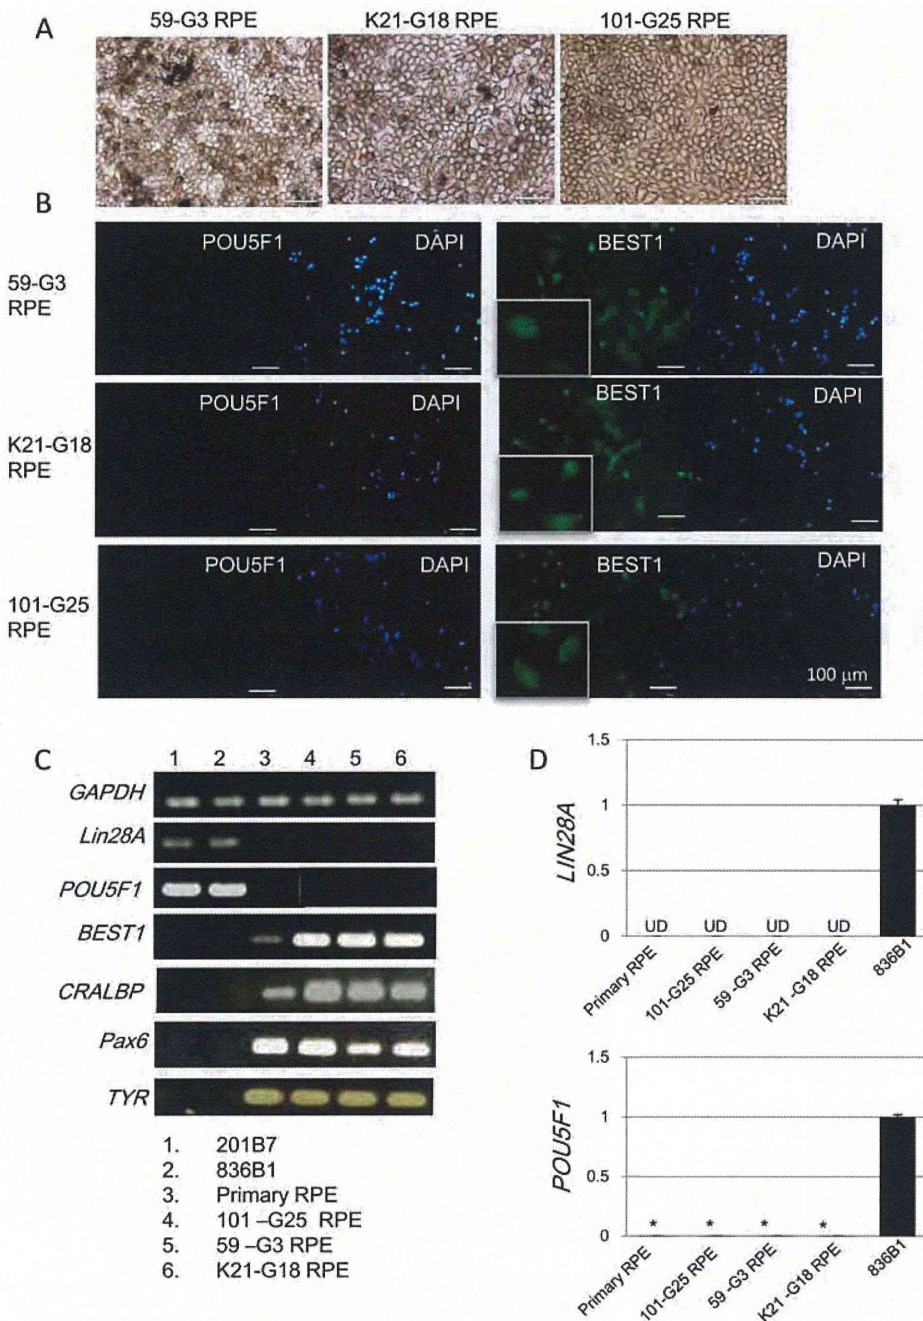 A
59-G3 RPE
K21-G18 RPE
101-G25 RPE
B
59-G3
RPE
POU5F1
DAPI
BEST1
DAPI
K21-G18
RPE
POU5F1
DAPI
BEST1
DAPI
101-G25
RPE
POU5F1
DAPI
BEST1
DAPI
100 µm
C
1 2 3 4 5 6
GAPDH
Lin28A
POU5F1
BEST1
CRALBP
Pax6
TYR
1. 201B7
2. 836B1
3. Primary RPE
4. 101 –G25 RPE
5. 59 –G3 RPE
6. K21-G18 RPE
D
LIN28A
1.5
1
0.5
0
UD UD UD UD
Primary RPE
101-G25 RPE
59 -G3 RPE
K21 -G18 RPE
836B1
POU5F1
1.5
1
0.5
0
* * * *
Primary RPE
101-G25 RPE
59 -G3 RPE
K21 -G18 RPE
836B1